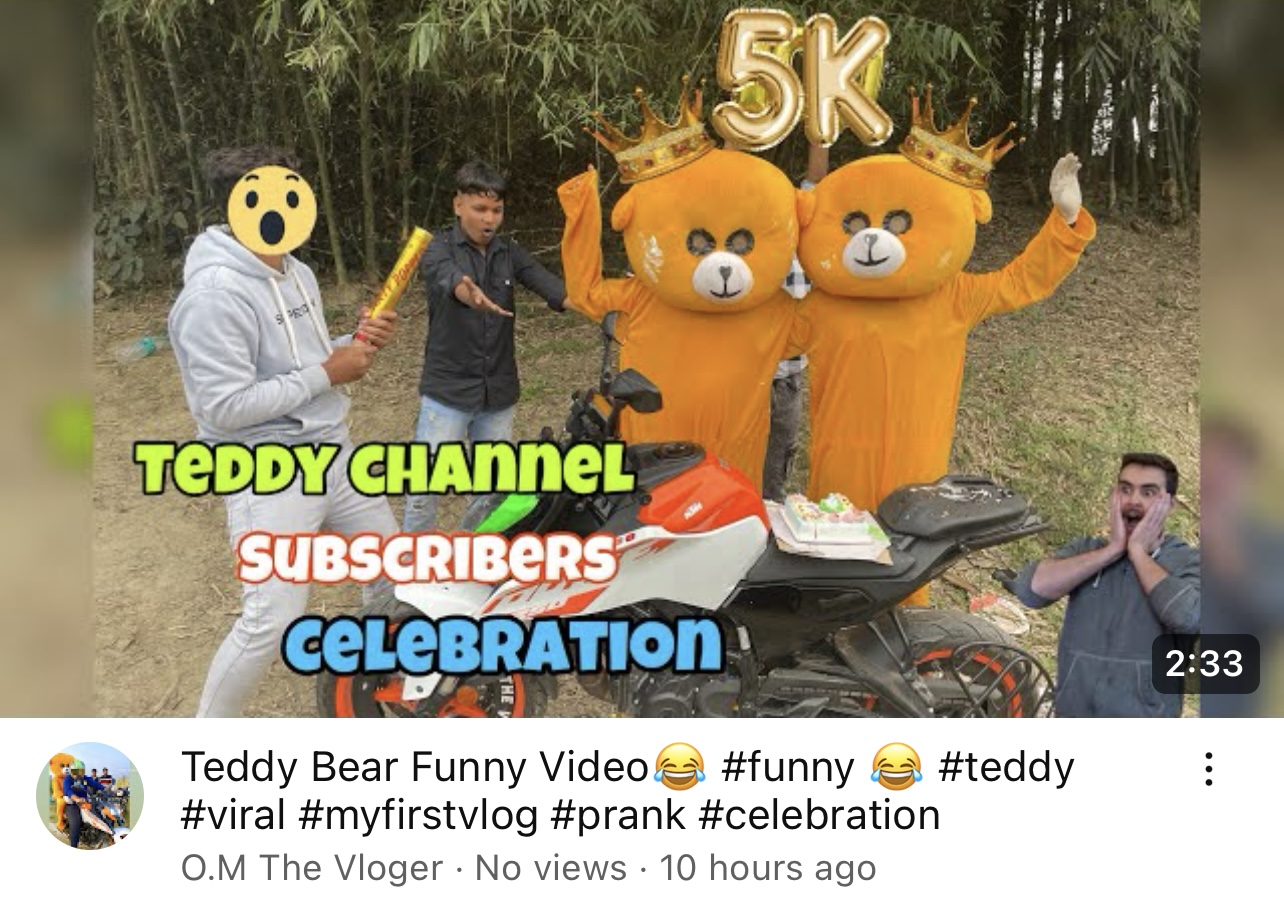 5K
TeDDY CHAnneL
SUBSCRIBeRS
CeLeBRATIOn
2:33
Teddy Bear Funny Video😂 #funny 😂 #teddy
#viral #myfirstvlog #prank #celebration
O.M The Vloger · No views · 10 hours ago